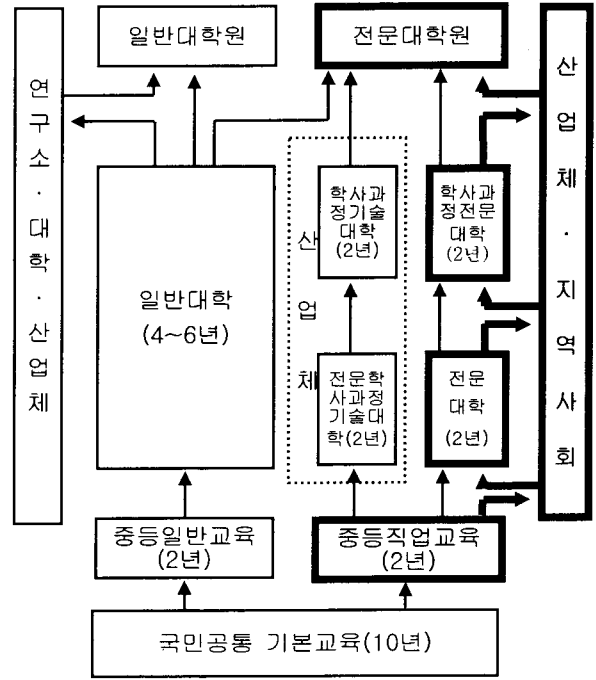 일반대학원
전문대학원
연구소·대학·산업체
산업체·지역사회
학사과
정기술
대학
(2년)
학사과
정전문
대학
(2년)
산업체
일반대학
(4~6년)
전문학
사과정
기술대
학(2년)
전문
대학
(2년)
중등일반교육
(2년)
중등직업교육
(2년)
국민공통 기본교육(10년)